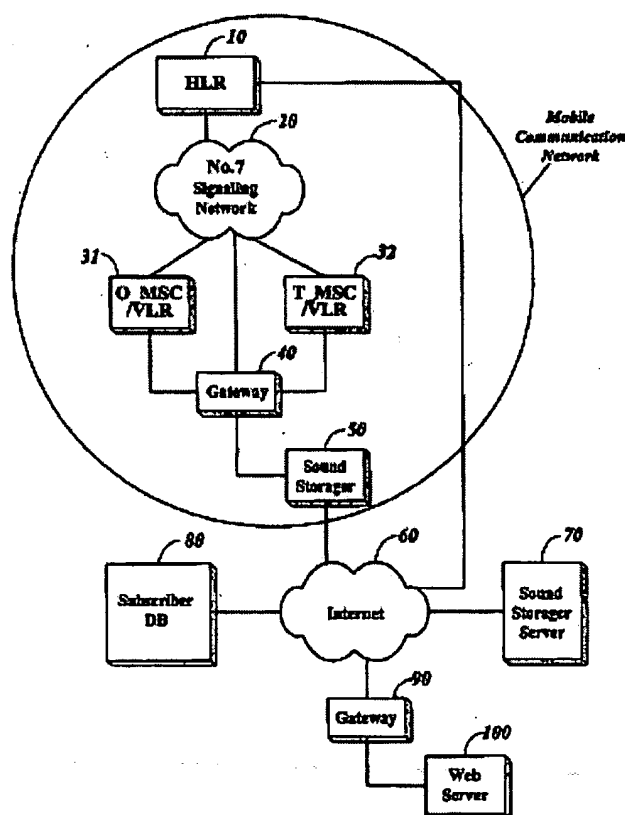 10
HLR
20
Mobile
Communication
Network
No.7
Signalling
Network
31
32
O_MSC
/VLR
T_MSC
/VLR
40
Gateway
50
Sound
Storager
80
60
70
Subscriber
DB
Internet
Sound
Storager
Server
90
Gateway
100
Web
Server